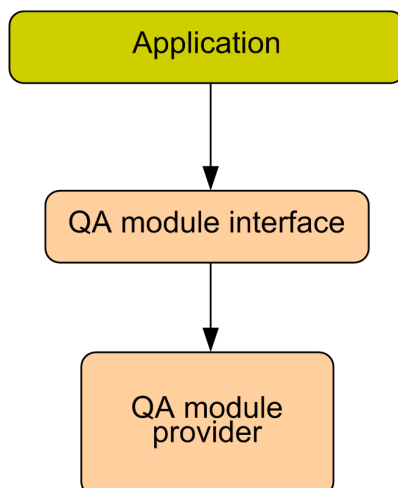 Application
QA module interface
QA module
provider